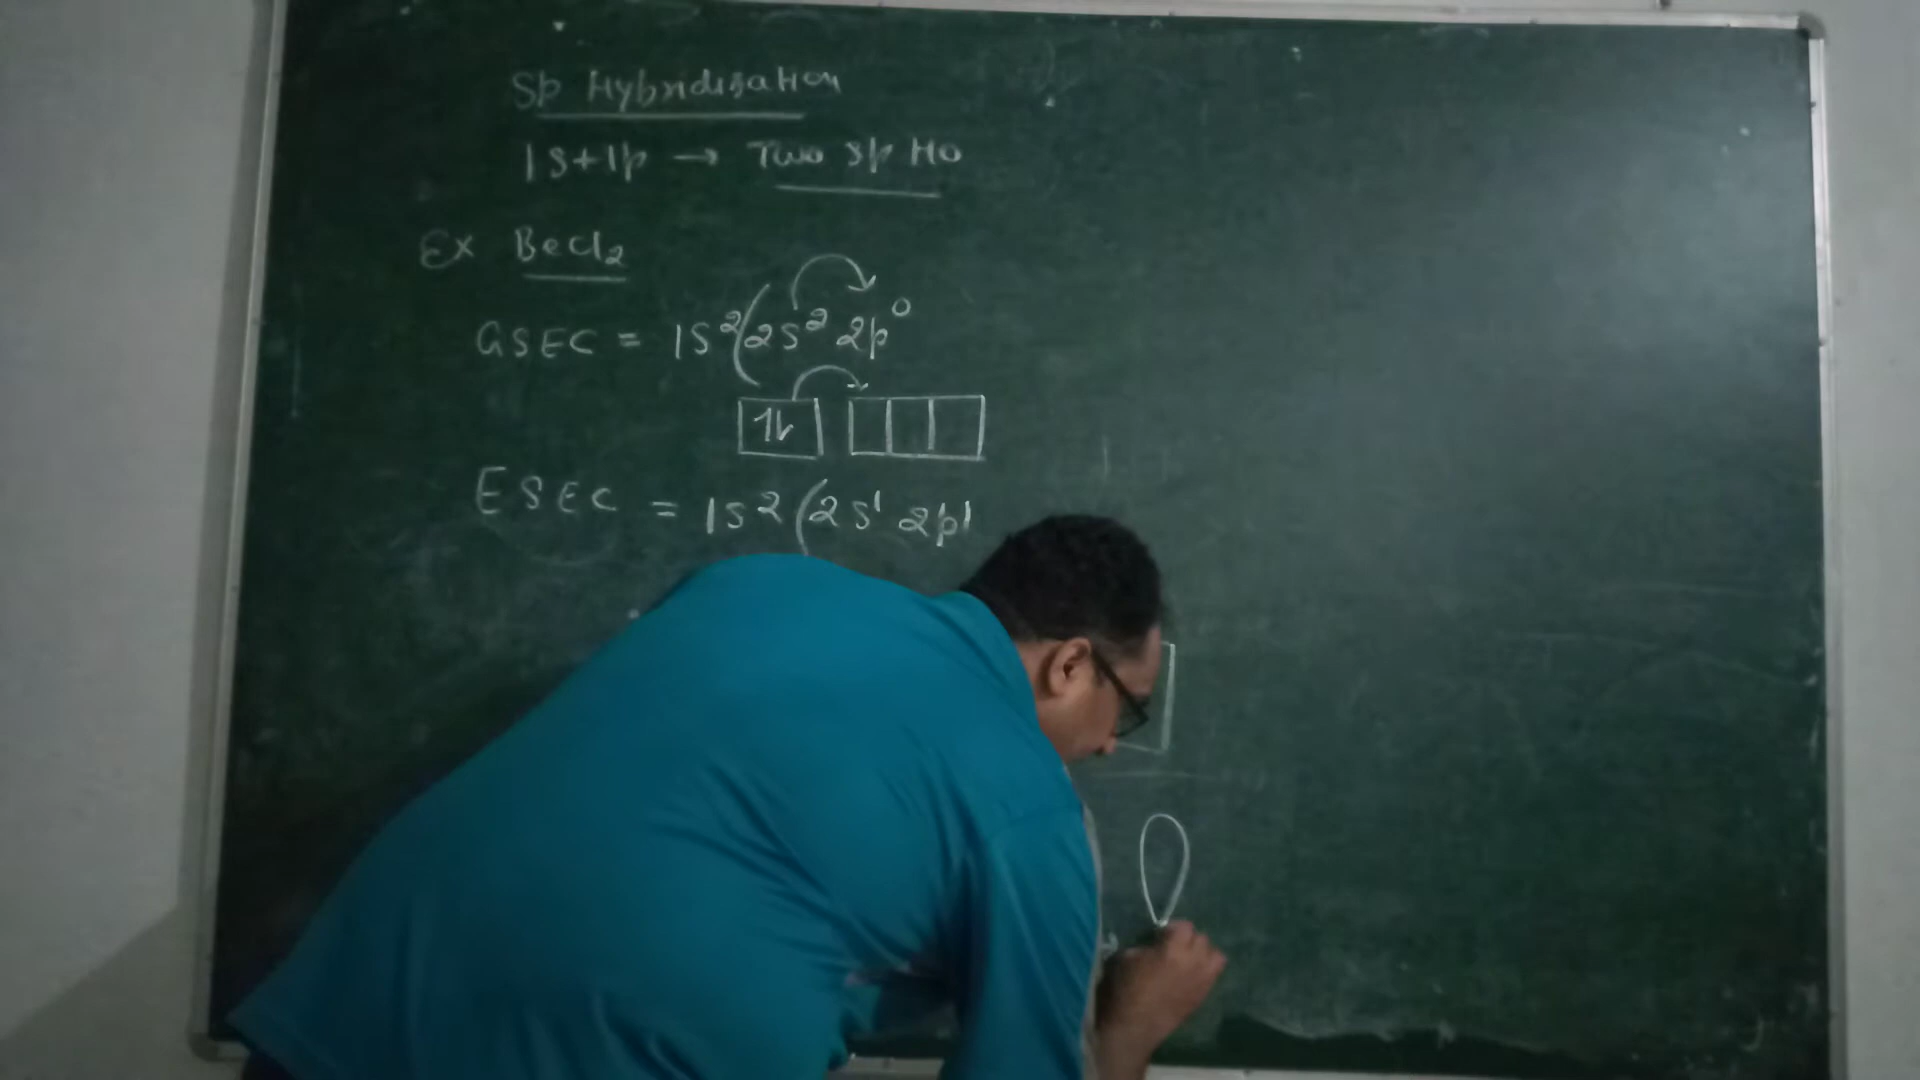 Sp Hybridization
1s+1p → Two sp HO
Ex BeCl₂
GSEC = 1s² (2s² 2p⁰
1↓
ESEC = 1s² (2s¹ 2p¹